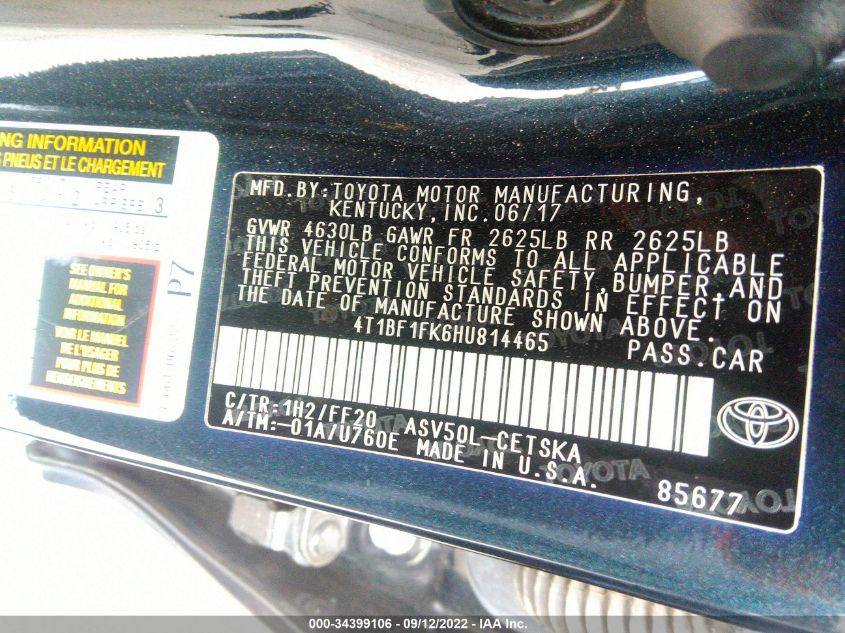 NG INFORMATION
PNEUS ET LE CHARGEMENT
2
3
SEE OWNER'S
MANUAL FOR
ADDITIONAL
INFORMATION
VOIR LE MANUEL
DE L'USAGER
POUR PLUS DE
RENSEIGNEMENTS
P7
MFD.BY:TOYOTA MOTOR MANUFACTURING,
KENTUCKY,INC.06/17
GVWR 4630LB GAWR FR 2625LB RR 2625LB
THIS VEHICLE CONFORMS TO ALL APPLICABLE
FEDERAL MOTOR VEHICLE SAFETY,BUMPER,AND
THEFT PREVENTION STANDARDS IN EFFECT ON
THE DATE OF MANUFACTURE SHOWN ABOVE.
4T1BF1FK6HU814465 PASS.CAR
C/TR:1H2/FF20 ASV50L-CETSKA
A/TM:-01A/U760E MADE IN U.S.A.
TOYOTA
85677
000-34399106 - 09/12/2022 - IAA Inc.